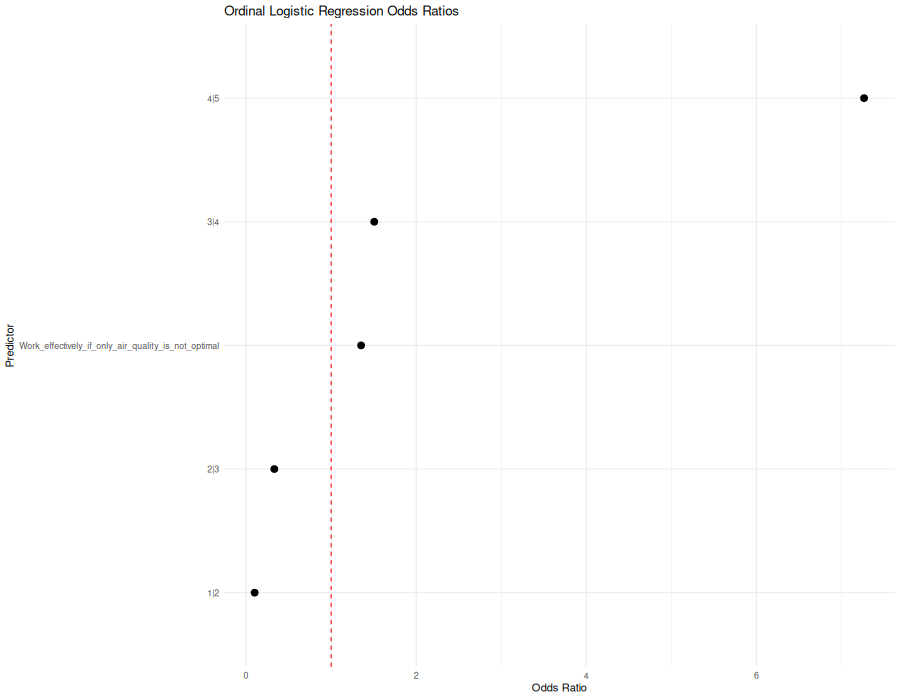 Ordinal Logistic Regression Odds Ratios
4|5
3|4
Work_effectively_if_only_air_quality_is_not_optimal
2|3
1|2
Predictor
0 2 4 6
Odds Ratio